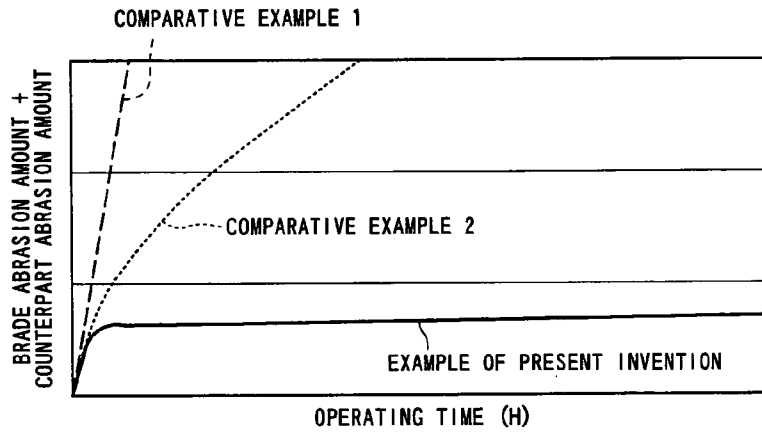 COMPARATIVE EXAMPLE 1
BRADE ABRASION AMOUNT +
COUNTERPART ABRASION AMOUNT
COMPARATIVE EXAMPLE 2
EXAMPLE OF PRESENT INVENTION
OPERATING TIME (H)